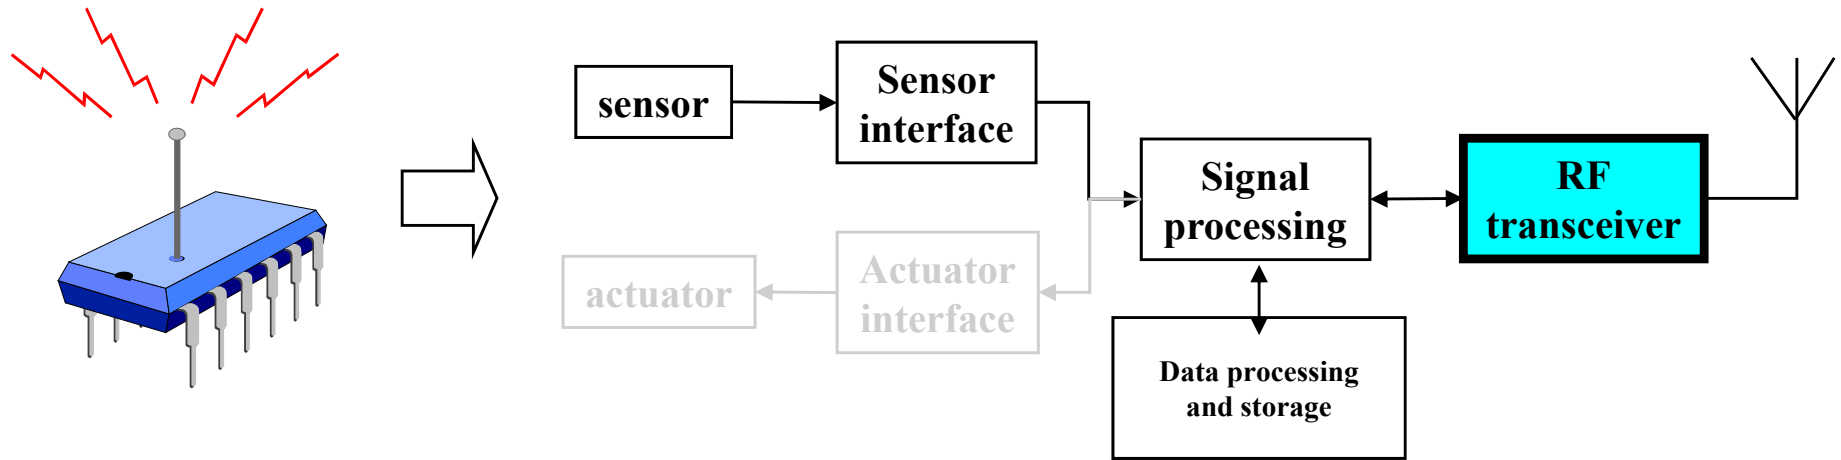 sensor
Sensor
interface
Signal
processing
RF
transceiver
actuator
Actuator
interface
Data processing
and storage